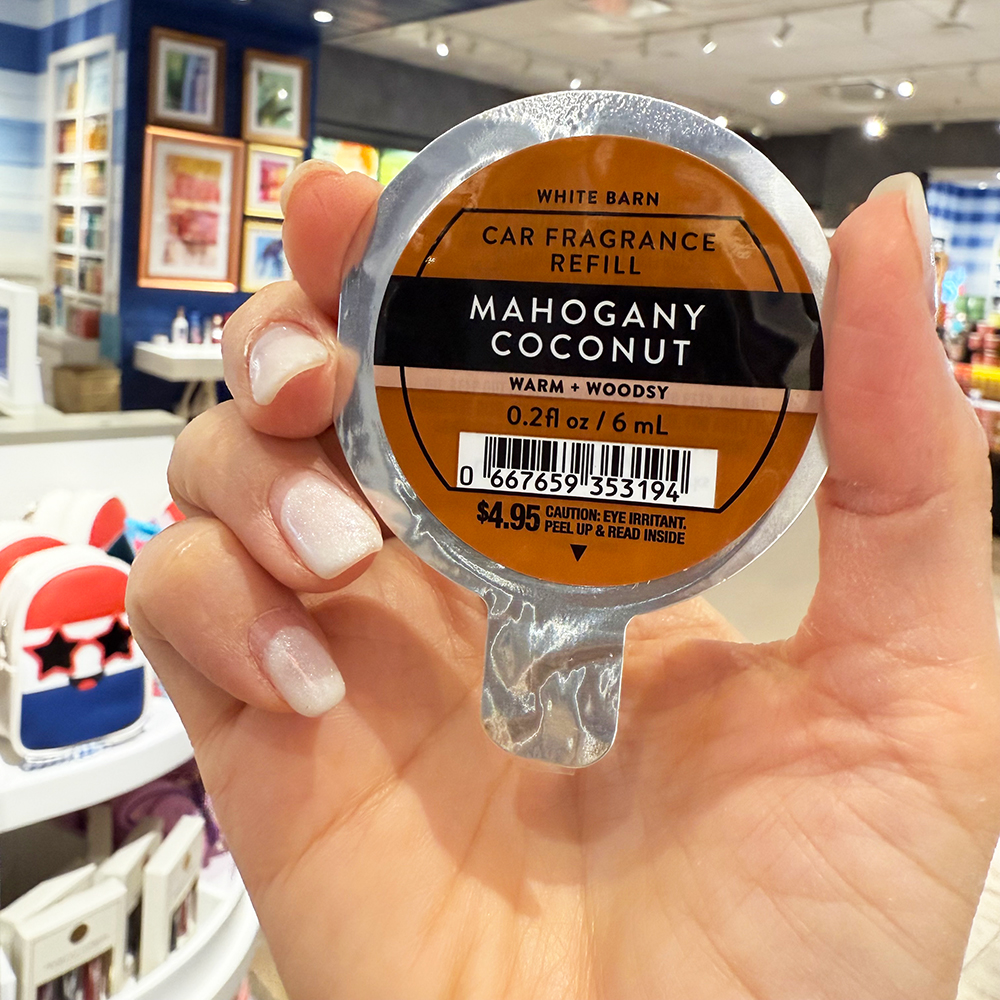 WHITE BARN
CAR FRAGRANCE
REFILL
MAHOGANY
COCONUT
WARM + WOODSY
0.2fl oz / 6 mL
0 667659 353194
$4.95 CAUTION: EYE IRRITANT.
PEEL UP & READ INSIDE